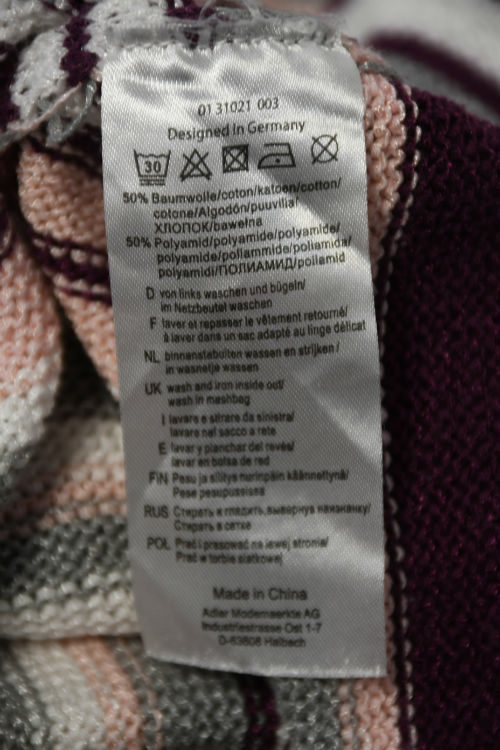 01 31021 003
Designed in Germany
30
50% Baumwolle/coton/katoen/cotton/
cotone/Algodón/puuvilla/
ХЛОПОК/bawełna
50% Polyamid/polyamide/polyamide/
polyamide/poliammide/poliamida/
polyamidi/ПОЛИАМИД/poliamid
D von links waschen und bügeln/
im Netzbeutel waschen
F laver et repasser le vêtement retourné/
à laver dans un sac adapté au linge délicat
NL binnenstebuiten wassen en strijken/
in wasnetje wassen
UK wash and iron inside out/
wash in meshbag
I lavare e stirare da sinistra/
lavare nel sacco a rete
E lavar y planchar del revés/
lavar en bolsa de red
FIN Pesu ja silitys nurinpäin käännettynä/
Pese pesupussissa
RUS Стирать и гладить, вывернув наизнанку/
Стирать в сетке
POL Prać i prasować na lewej stronie/
Prać w torbie siatkowej
Made in China
Adler Modemaerkte AG
Industriestrasse Ost 1-7
D-63808 Haibach